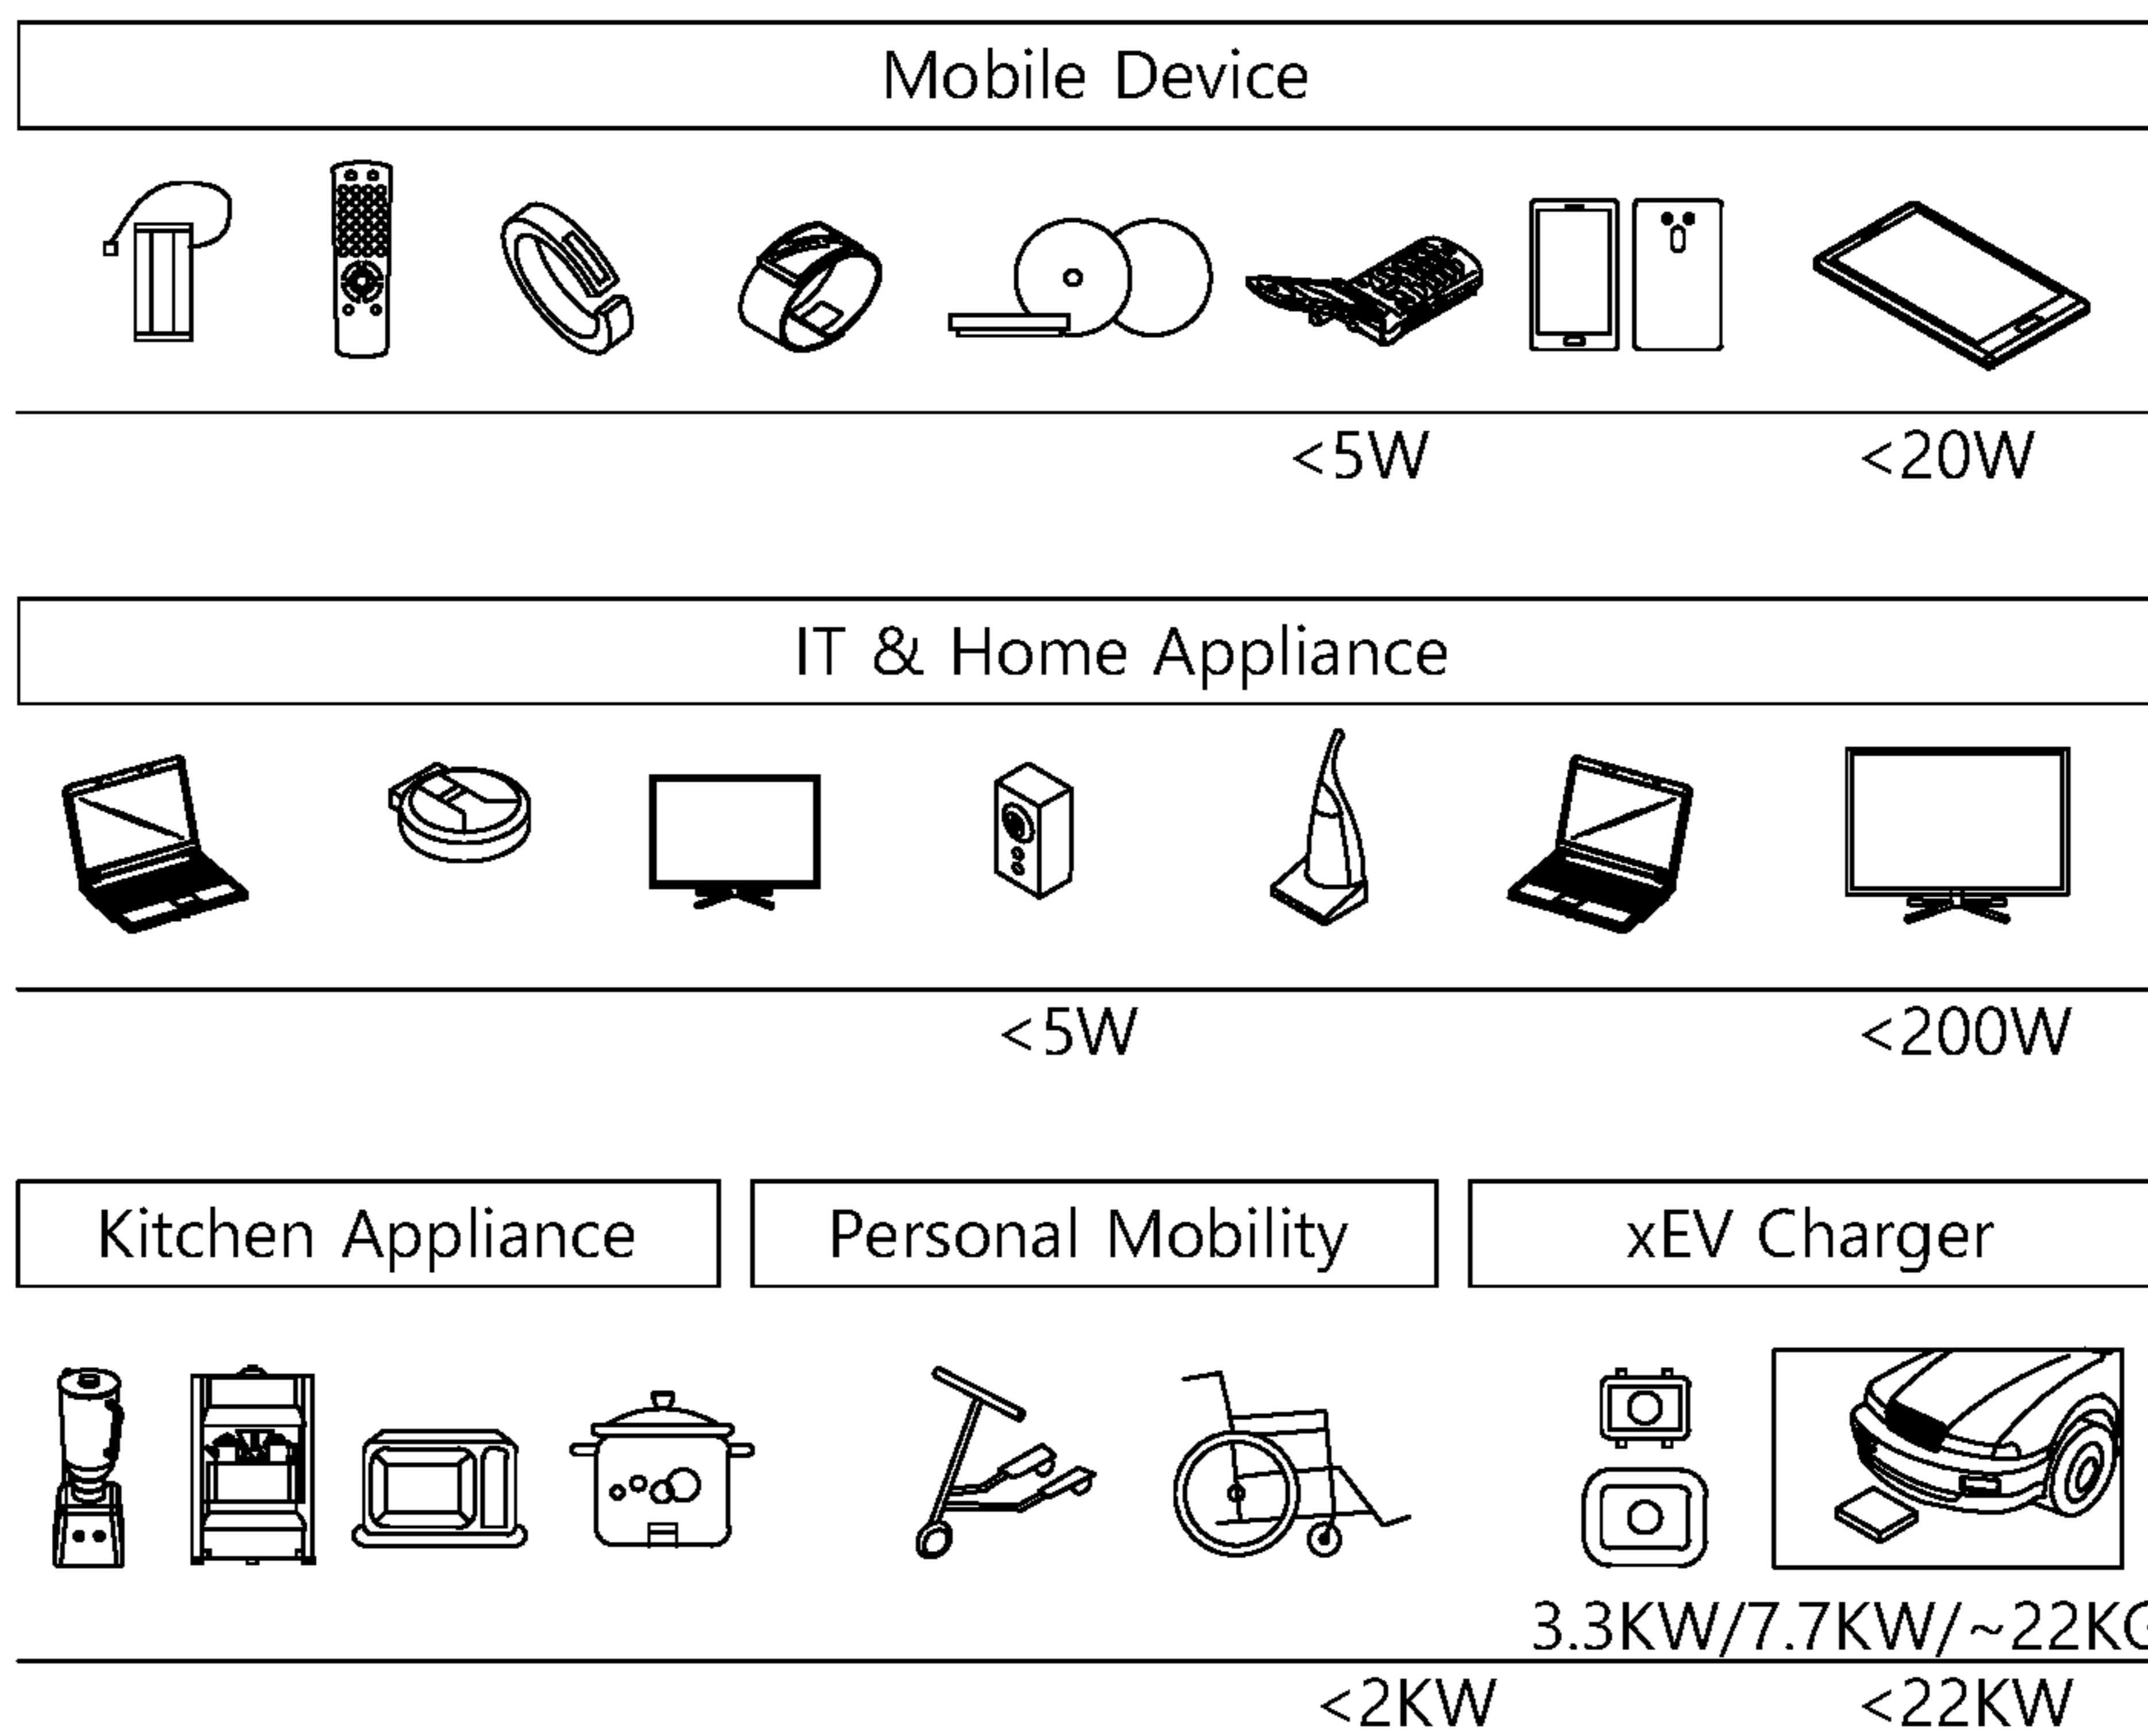 Mobile Device
<5W <20W
IT & Home Appliance
<5W <200W
Kitchen Appliance Personal Mobility xEV Charger
3.3KW/7.7KW/~22KG
<2KW <22KW